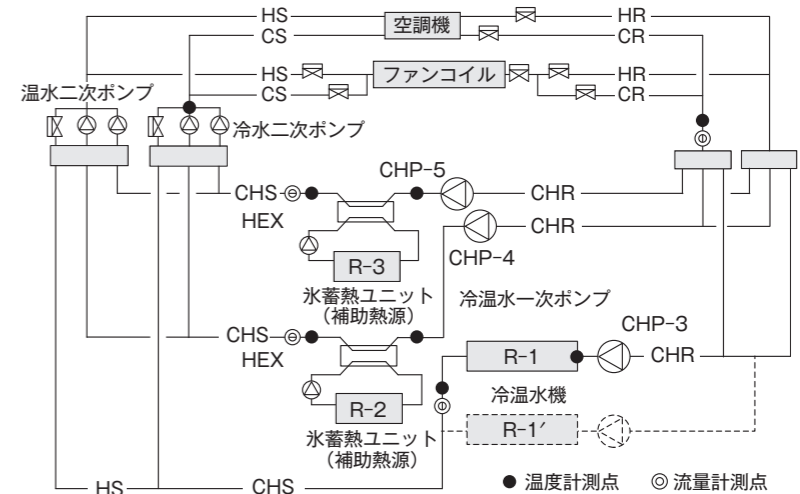 HS
HR
CS
空調機
CR
HS
ファンコイル
HR
CS
CR
温水二次ポンプ
冷水二次ポンプ
CHS
CHP-5
CHR
HEX
R-3
CHP-4
CHR
氷蓄熱ユニット
(補助熱源)
冷温水一次ポンプ
CHS
HEX
CHP-3
R-1
CHR
冷温水機
R-2
R-1′
氷蓄熱ユニット
(補助熱源)
HS
CHS
● 温度計測点 ◎ 流量計測点